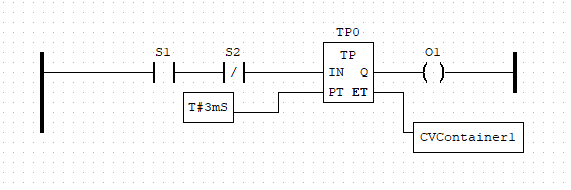 TP0
S1 S2 TP O1
/ IN Q
T#3mS PT ET
CVContainer1